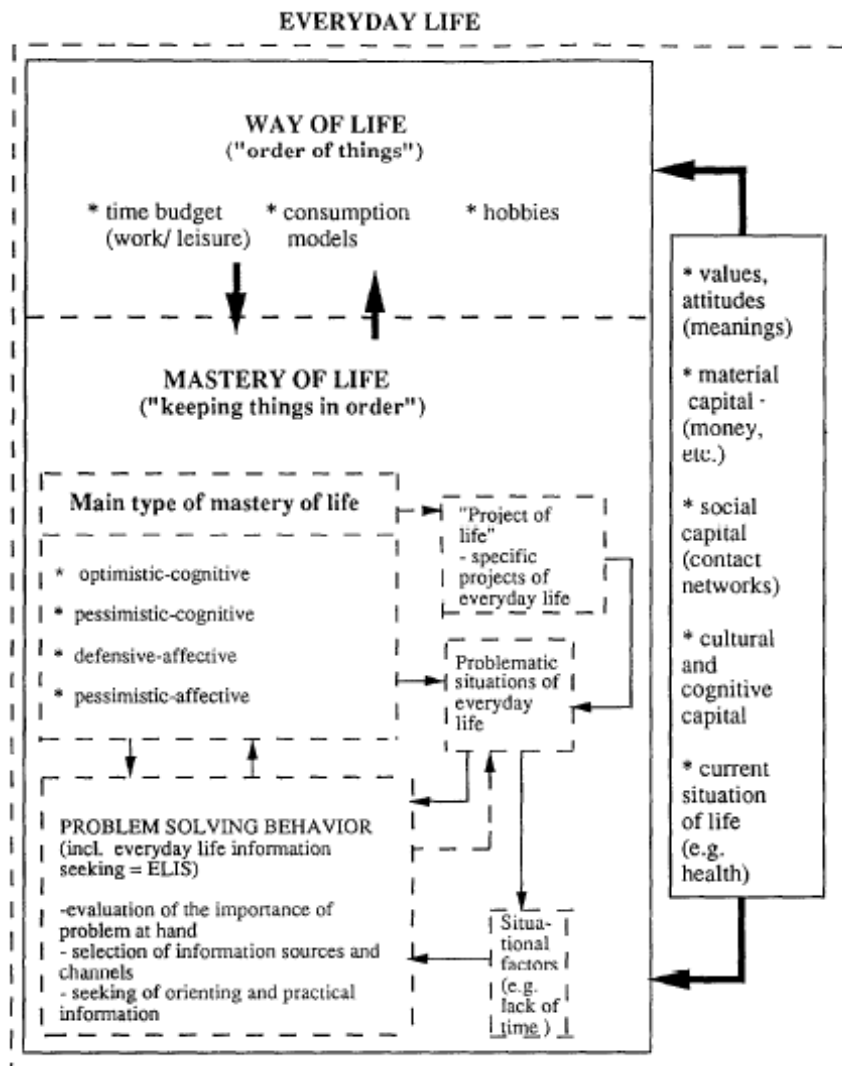 EVERYDAY LIFE
WAY OF LIFE
("order of things")
* time budget
(work/ leisure)
* consumption
models
* hobbies
MASTERY OF LIFE
("keeping things in order")
Main type of mastery of life
* optimistic-cognitive
* pessimistic-cognitive
* defensive-affective
* pessimistic-affective
"Project of
life"
- specific
projects of
everyday life
Problematic
situations of
everyday
life
PROBLEM SOLVING BEHAVIOR
(incl. everyday life information
seeking = ELIS)
-evaluation of the importance of
problem at hand
- selection of information sources and
channels
- seeking of orienting and practical
information
Situa-
tional
factors
(e.g.
lack of
time )
* values,
attitudes
(meanings)
* material
capital -
(money,
etc.)
* social
capital
(contact
networks)
* cultural
and
cognitive
capital
* current
situation
of life
(e.g.
health)